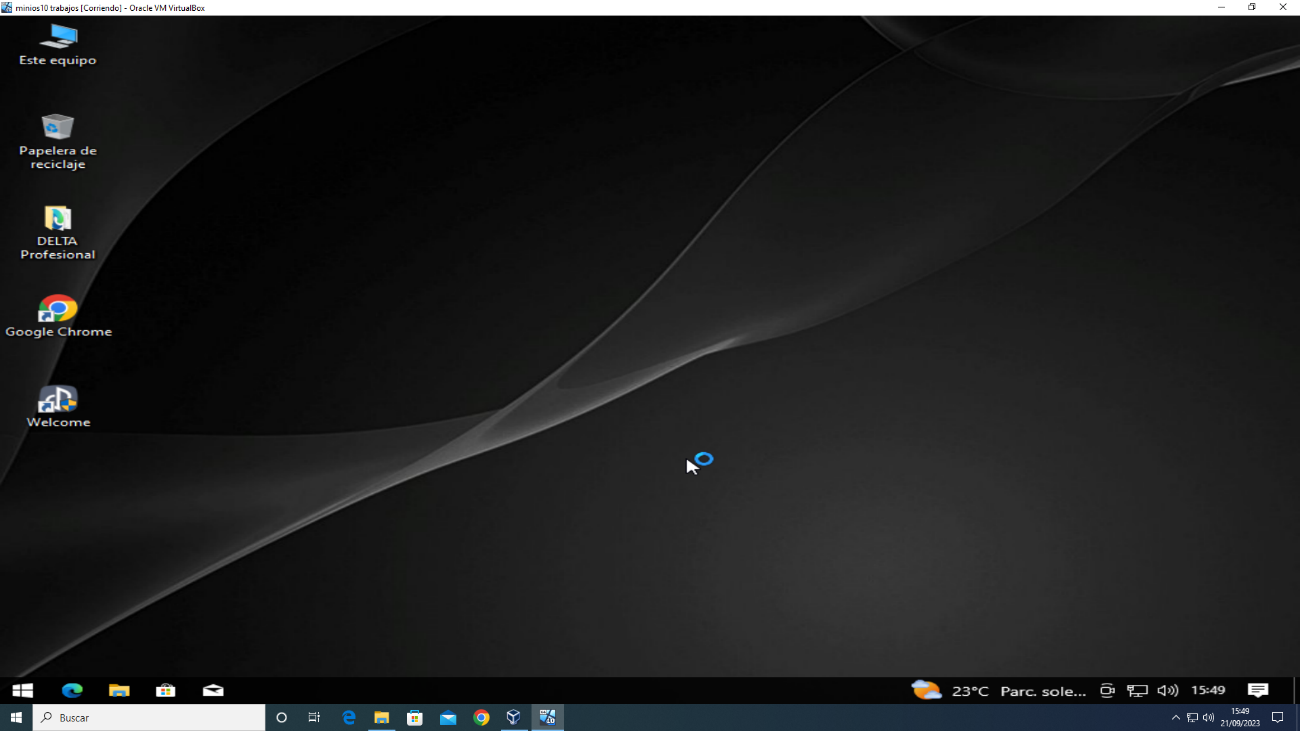 minios10 trabajos [Corriendo] - Oracle VM VirtualBox
Este equipo
Papelera de
reciclaje
DELTA
Profesional
Google Chrome
Welcome
23°C Parc. sole... 15:49
Buscar
15:49
21/09/2023